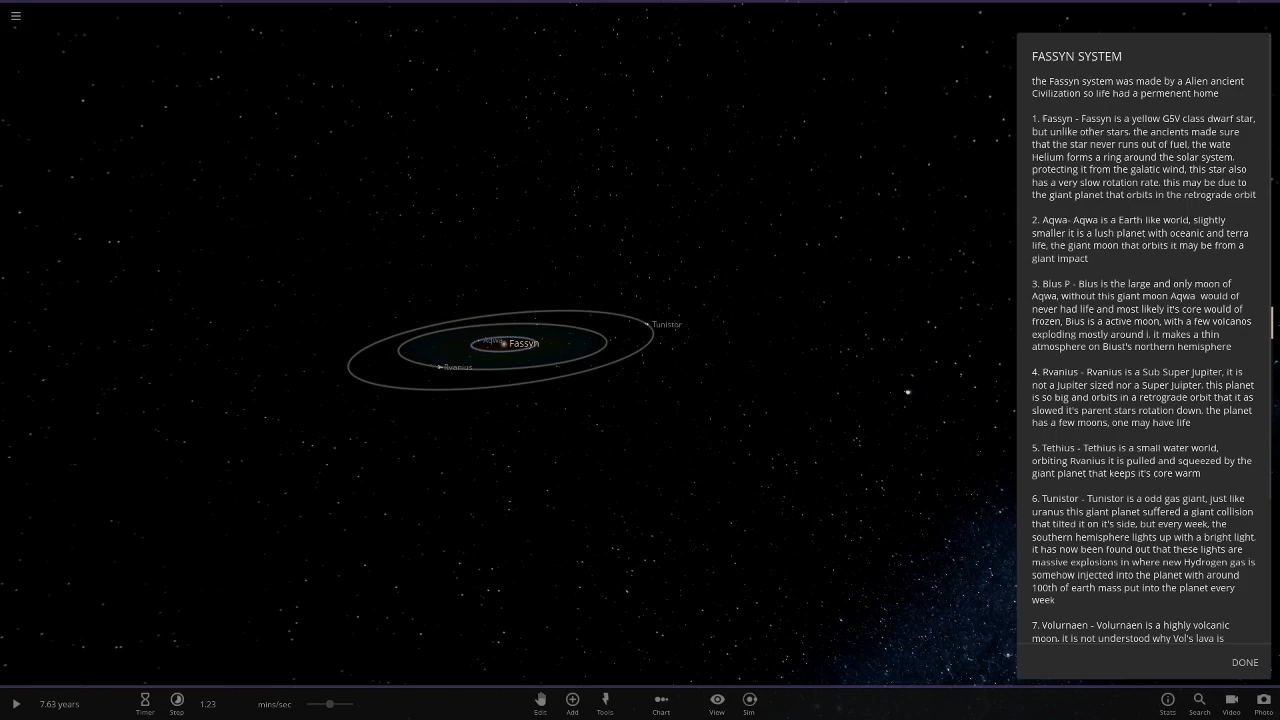 FASSYN SYSTEM
the Fassyn system was made by a Alien ancient
Civilization so life had a permenent home
1. Fassyn - Fassyn is a yellow G5V class dwarf star,
but unlike other stars. the ancients made sure
that the star never runs out of fuel, the wate
Helium forms a ring around the solar system.
protecting it from the galatic wind, this star also
has a very slow rotation rate. this may be due to
the giant planet that orbits in the retrograde orbit
2. Aqwa- Aqwa is a Earth like world, slightly
smaller it is a lush planet with oceanic and terra
life, the giant moon that orbits it may be from a
giant impact
3. Bius P - Bius is the large and only moon of
Aqwa, without this giant moon Aqwa would of
never had life and most likely it's core would of
frozen, Bius is a active moon, with a few volcanos
exploding mostly around i. it makes a thin
atmosphere on Biust's northern hemisphere
4. Rvanius - Rvanius is a Sub Super Jupiter, it is
not a Jupiter sized nor a Super Juipter. this planet
is so big and orbits in a retrograde orbit that it as
slowed it's parent stars rotation down. the planet
has a few moons, one may have life
5. Tethius - Tethius is a small water world,
orbiting Rvanius it is pulled and squeezed by the
giant planet that keeps it's core warm
6. Tunistor - Tunistor is a odd gas giant, just like
uranus this giant planet suffered a giant collision
that tilted it on it's side, but every week, the
southern hemisphere lights up with a bright light.
it has now been found out that these lights are
massive explosions in where new Hydrogen gas is
somehow injected into the planet with around
100th of earth mass put into the planet every
week
7. Volurnaen - Volurnaen is a highly volcanic
moon, it is not understood why Vol's lava is
DONE
Tunistor
Aqwa
Fassyn
Rvanius
7.63 years
Timer
Step
1.23
mins/sec
Edit
Add
Tools
Chart
View
Sim
Stats
Search
Video
Photo